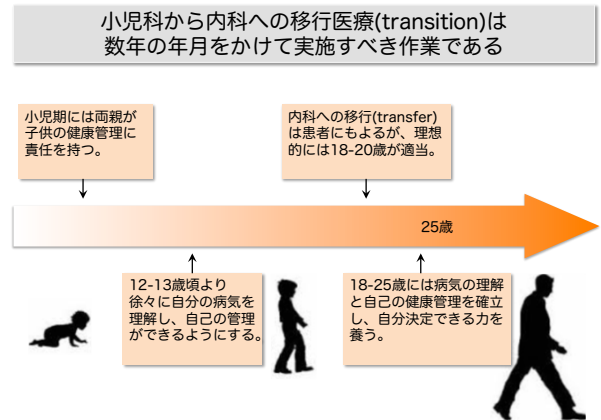 小児科から内科への移行医療(transition)は
数年の年月をかけて実施すべき作業である
小児期には両親が
子供の健康管理に
責任を持つ。
内科への移行(transfer)
は患者にもよるが、理想
的には18-20歳が適当。
25歳
12-13歳頃より
徐々に自分の病気を
理解し、自己の管理
ができるようにする。
18-25歳には病気の理解
と自己の健康管理を確立
し、自分決定できる力を
養う。